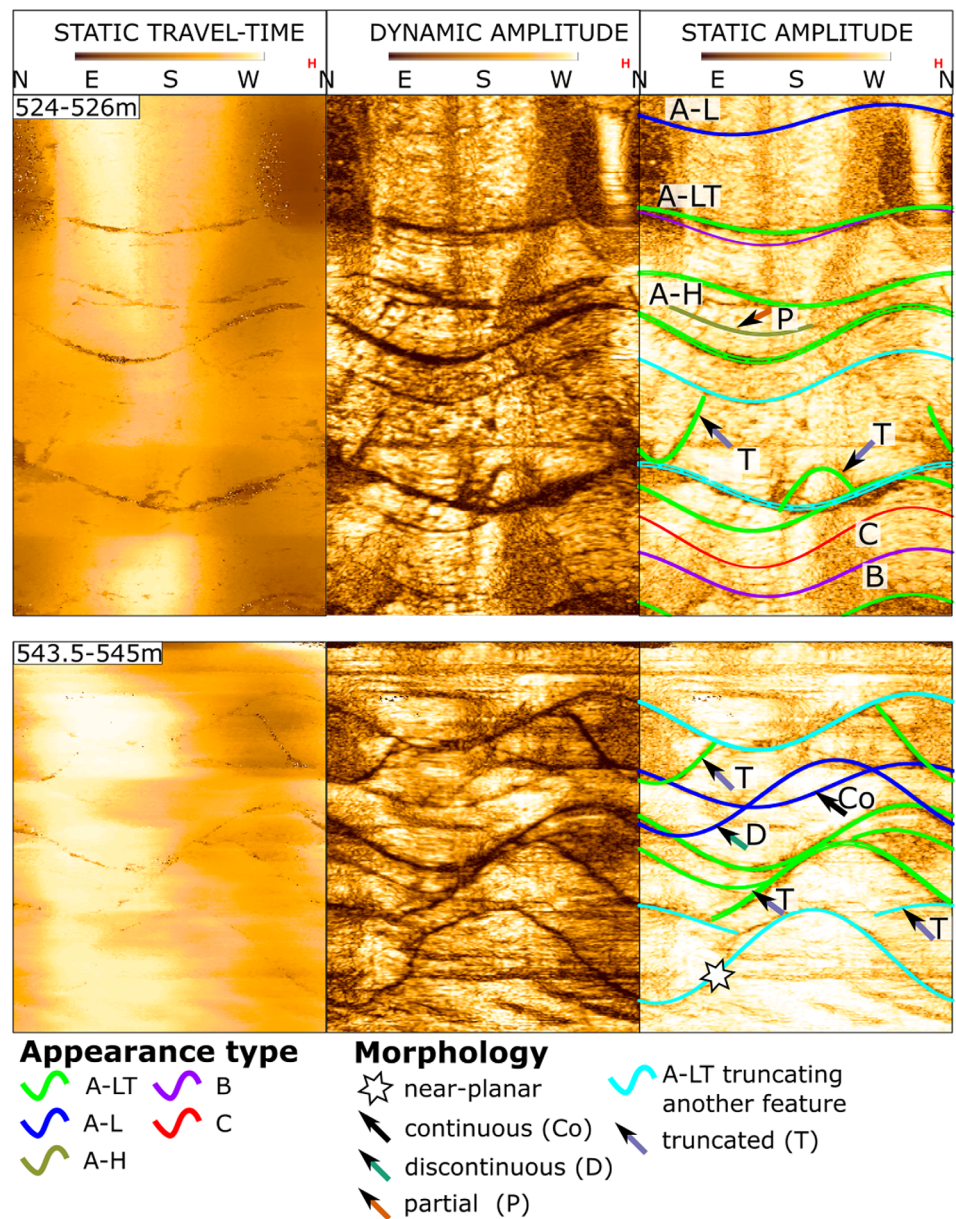 STATIC TRAVEL-TIME DYNAMIC AMPLITUDE STATIC AMPLITUDE
H H H
N E S W N E S W N E S W N
524-526m
A-L
A-LT
A-H
P
T
T
C
B
543.5-545m
T
Co
D
T
T
Appearance type
A-LT B
A-L C
A-H
Morphology
near-planar
continuous (Co)
discontinuous (D)
partial (P)
A-LT truncating
another feature
truncated (T)